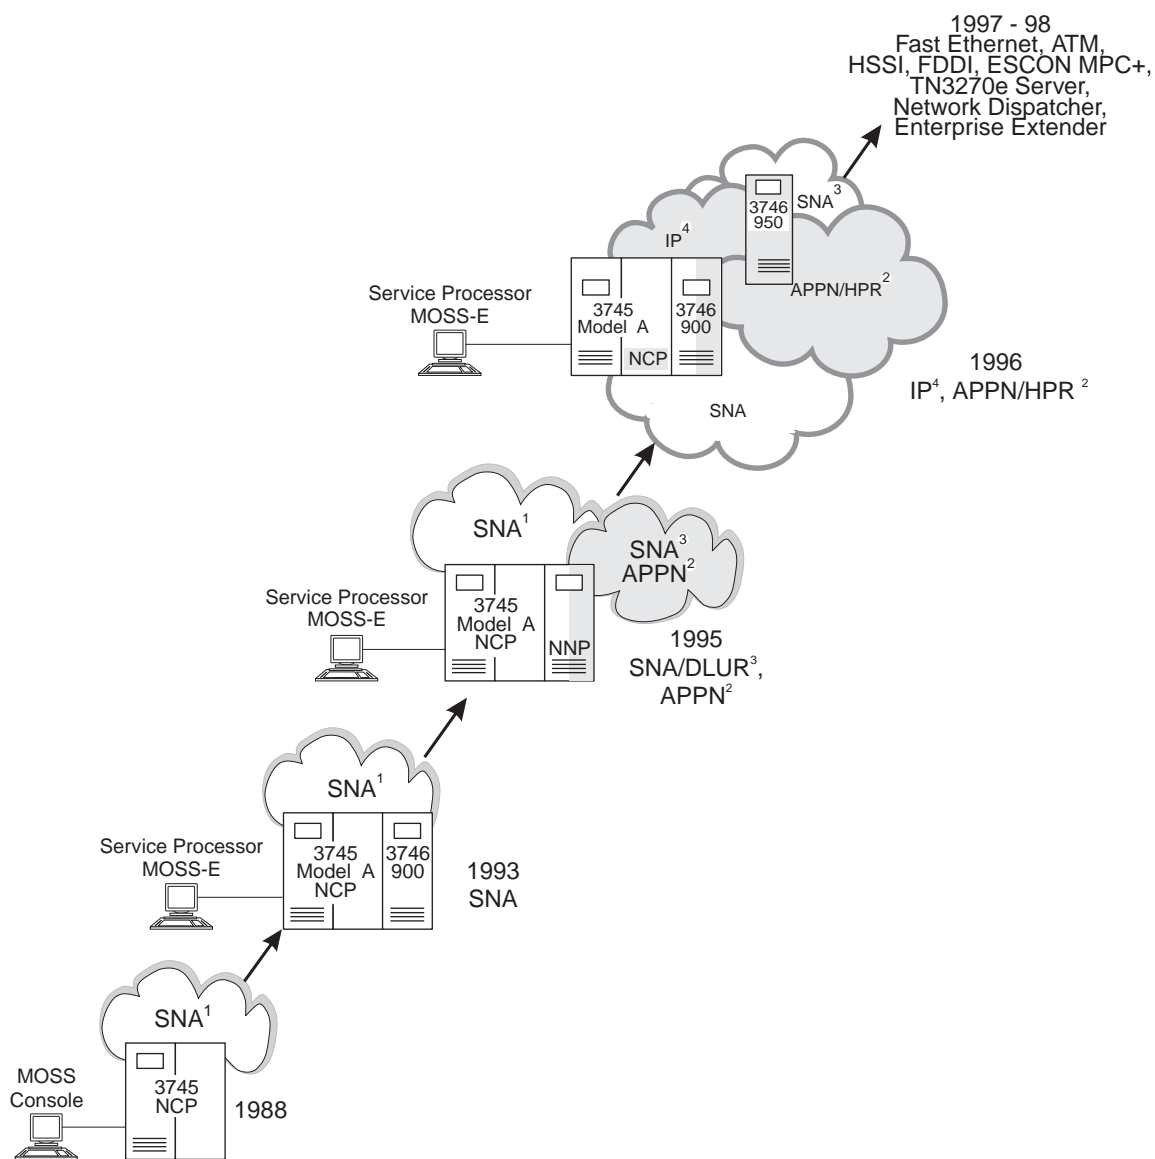 1997 - 98
Fast Ethernet, ATM,
HSSI, FDDI, ESCON MPC+,
TN3270e Server,
Network Dispatcher,
Enterprise Extender
SNA³
3746
950
IP⁴
APPN/HPR²
Service Processor
MOSS-E
3745
Model A
NCP
3746
900
SNA
1996
IP⁴, APPN/HPR ²
SNA¹
SNA³
APPN²
Service Processor
MOSS-E
3745
Model A
NCP
NNP
1995
SNA/DLUR³,
APPN²
SNA¹
Service Processor
MOSS-E
3745
Model A
NCP
3746
900
1993
SNA
SNA¹
MOSS
Console
3745
NCP
1988